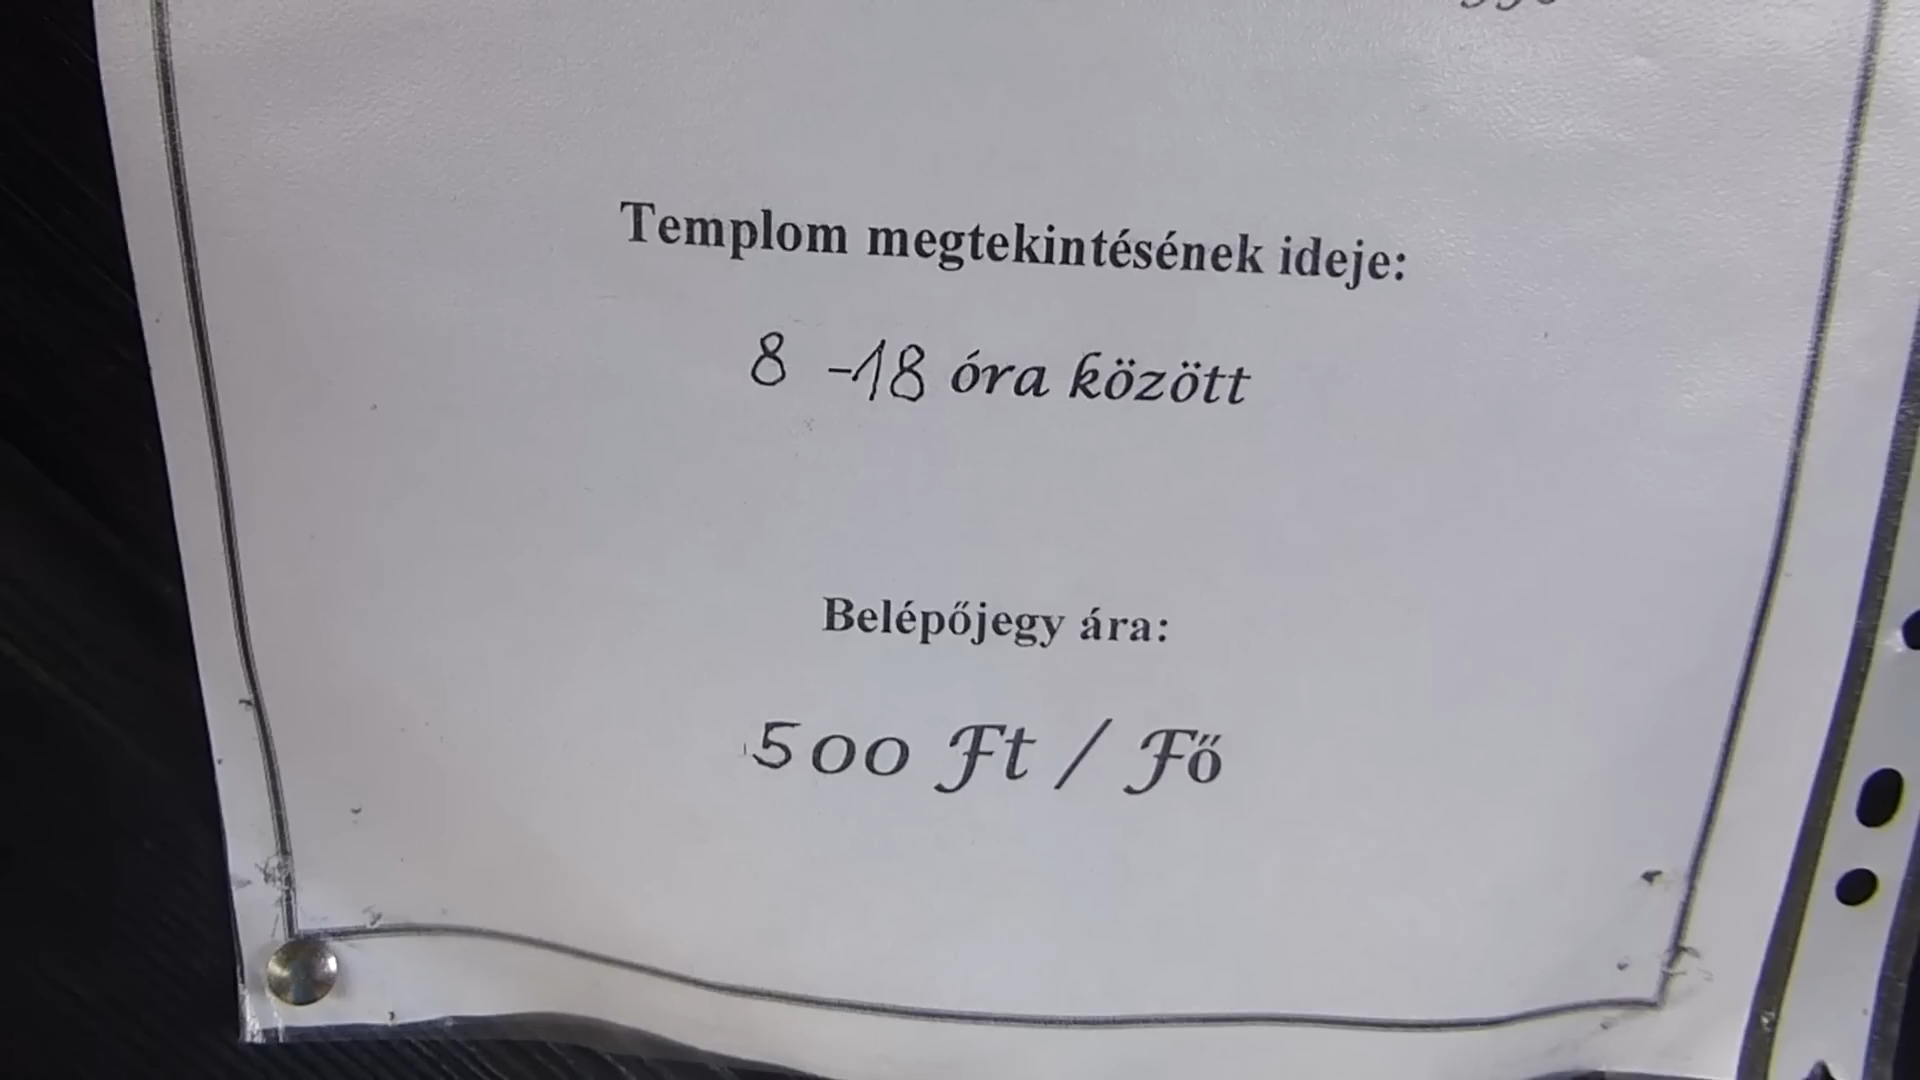 Templom megtekintésének ideje:
8 -18 óra között
Belépőjegy ára:
500 Ft / Fő